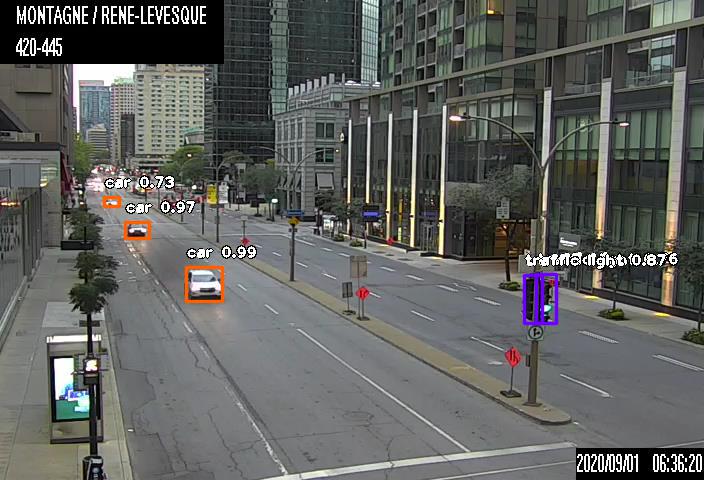 MONTAGNE / RENE-LEVESQUE
420-445
car 0.73
car 0.97
car 0.99
traffic light 0.876
2020/09/01 06:36:20